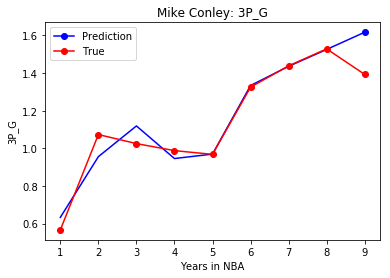 Mike Conley: 3P_G
Prediction
True
3P_G
1.6
1.4
1.2
1.0
0.8
0.6
1 2 3 4 5 6 7 8 9
Years in NBA